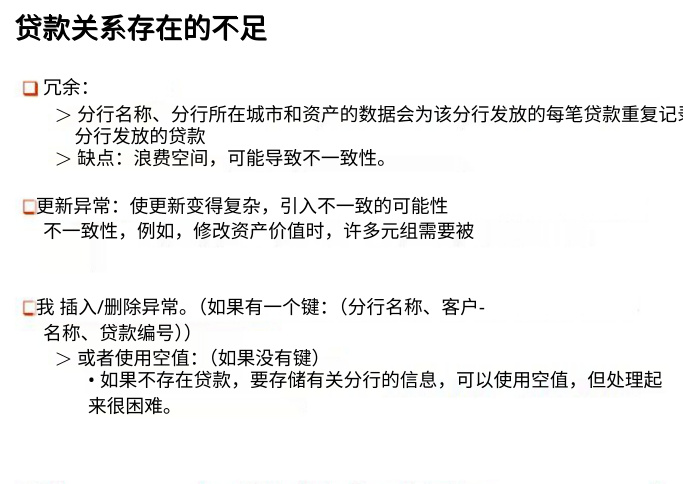 贷款关系存在的不足
冗余：
> 分行名称、分行所在城市和资产的数据会为该分行发放的每笔贷款重复记录
分行发放的贷款
> 缺点：浪费空间，可能导致不一致性。
更新异常：使更新变得复杂，引入不一致的可能性
不一致性，例如，修改资产价值时，许多元组需要被
我 插入/删除异常。（如果有一个键：（分行名称、客户-
名称、贷款编号））
> 或者使用空值：（如果没有键）
• 如果不存在贷款，要存储有关分行的信息，可以使用空值，但处理起
来很困难。